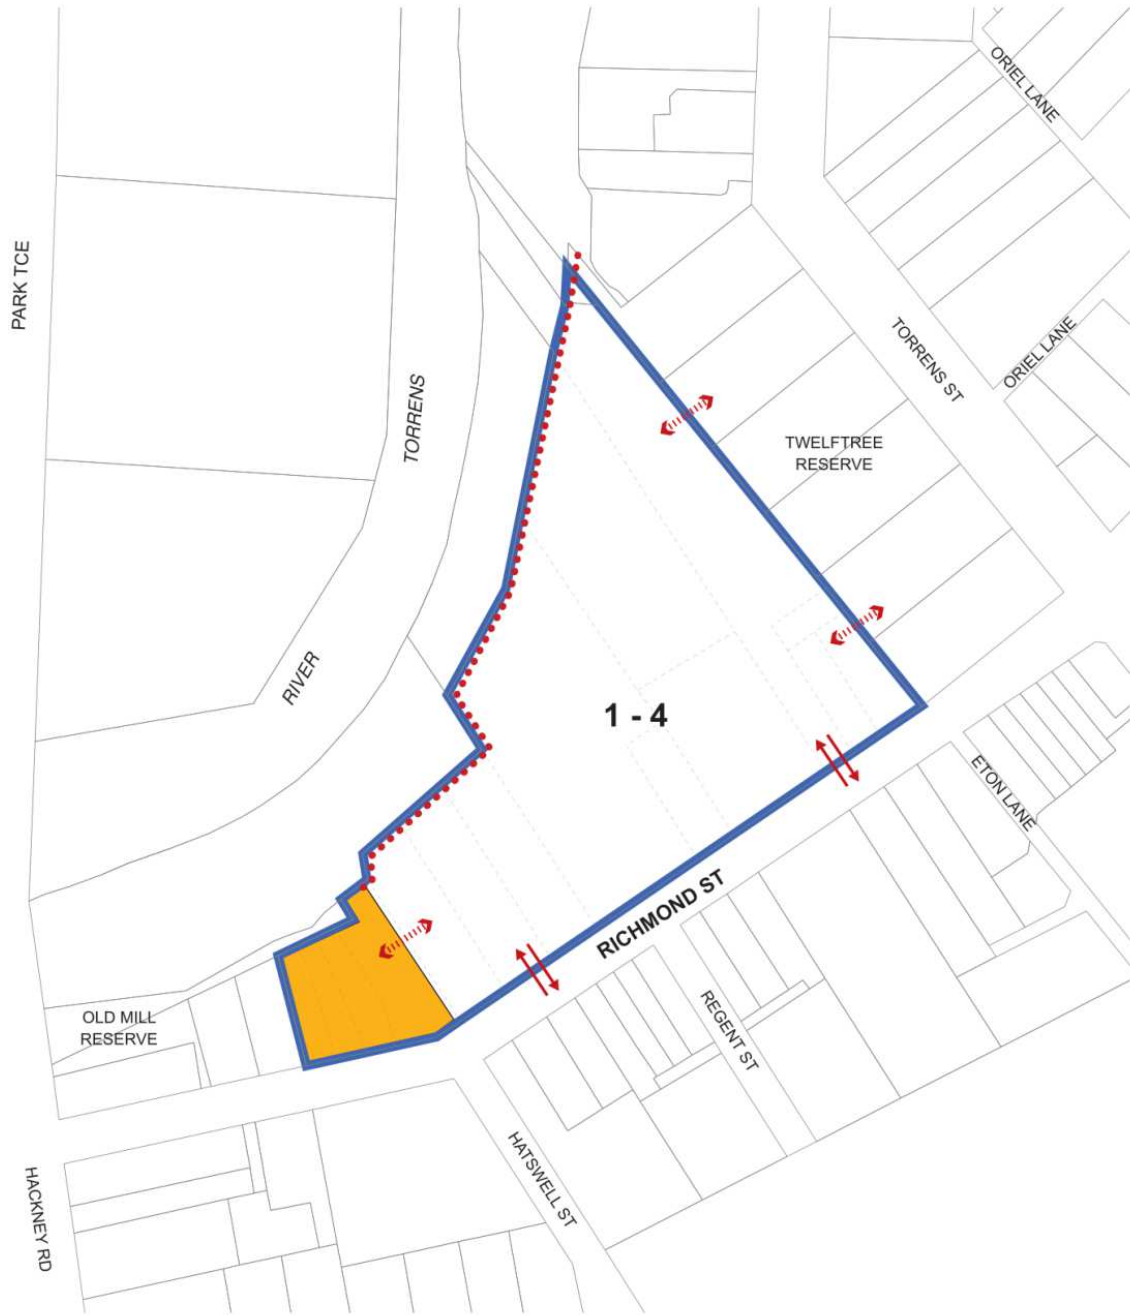 ORIEL LANE
PARK TCE
TORRENS ST
ORIEL LANE
TORRENS
TWELFTREE
RESERVE
RIVER
1 - 4
ETON LANE
RICHMOND ST
REGENT ST
OLD MILL
RESERVE
HATSWELL ST
HACKNEY RD